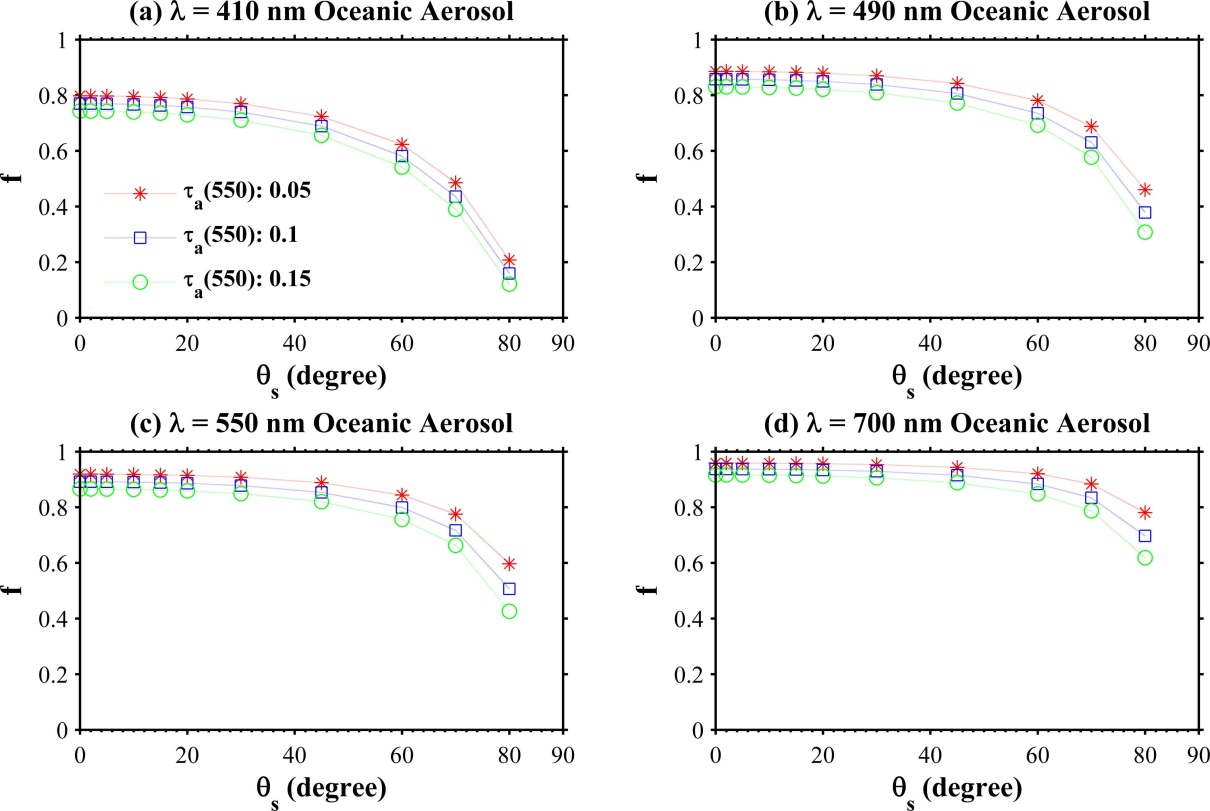 (a) λ = 410 nm Oceanic Aerosol
1
0.8
0.6
0.4
0.2
0
f
τa(550): 0.05
τa(550): 0.1
τa(550): 0.15
0 20 40 60 80 90
θs (degree)
(b) λ = 490 nm Oceanic Aerosol
1
0.8
0.6
0.4
0.2
0
f
0 20 40 60 80 90
θs (degree)
(c) λ = 550 nm Oceanic Aerosol
1
0.8
0.6
0.4
0.2
0
f
0 20 40 60 80 90
θs (degree)
(d) λ = 700 nm Oceanic Aerosol
1
0.8
0.6
0.4
0.2
0
f
0 20 40 60 80 90
θs (degree)